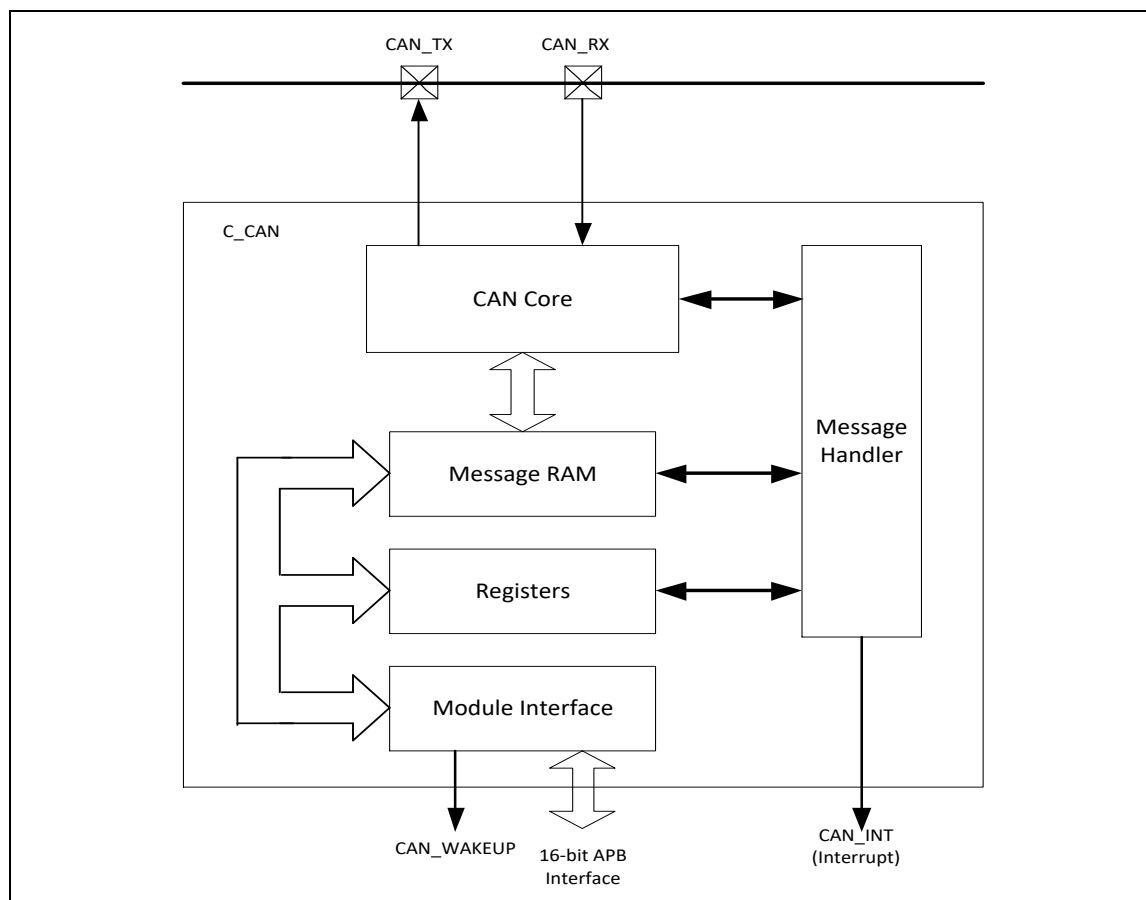 CAN_TX
CAN_RX
C_CAN
CAN Core
Message
Handler
Message RAM
Registers
Module Interface
CAN_WAKEUP
16-bit APB
Interface
CAN_INT
(Interrupt)